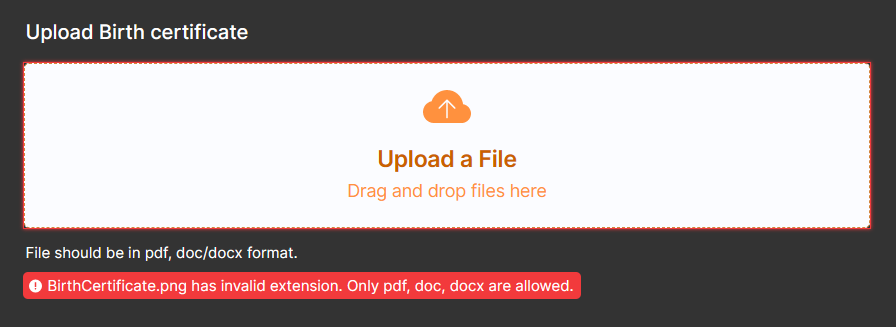 Upload Birth certificate
Upload a File
Drag and drop files here
File should be in pdf, doc/docx format.
BirthCertificate.png has invalid extension. Only pdf, doc, docx are allowed.